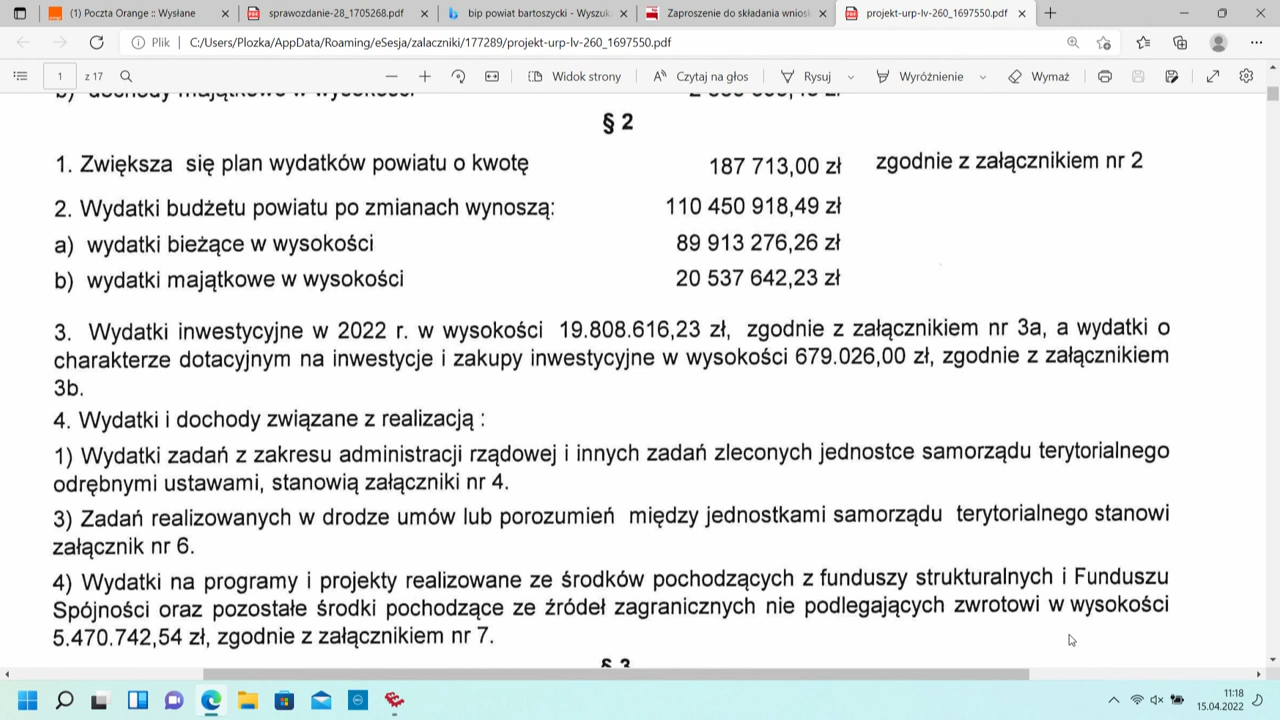 (1) Poczta Orange :: Wysłane
sprawozdanie-28_1705268.pdf
bip powiat bartoszycki - Wyszuk
Zaproszenie do składania wniosk
projekt-urp-lv-260_1697550.pdf
Plik | C:/Users/Plozka/AppData/Roaming/eSesja/zalaczniki/177289/projekt-urp-lv-260_1697550.pdf
1 z 17 Widok strony Czytaj na głos Rysuj Wyróżnienie Wymaż
b) dochody majątkowe w wysokości
§ 2
1. Zwiększa się plan wydatków powiatu o kwotę 187 713,00 zł zgodnie z załącznikiem nr 2
2. Wydatki budżetu powiatu po zmianach wynoszą: 110 450 918,49 zł
a) wydatki bieżące w wysokości 89 913 276,26 zł
b) wydatki majątkowe w wysokości 20 537 642,23 zł
3. Wydatki inwestycyjne w 2022 r. w wysokości 19.808.616,23 zł, zgodnie z załącznikiem nr 3a, a wydatki o
charakterze dotacyjnym na inwestycje i zakupy inwestycyjne w wysokości 679.026,00 zł, zgodnie z załącznikiem
3b.
4. Wydatki i dochody związane z realizacją :
1) Wydatki zadań z zakresu administracji rządowej i innych zadań zleconych jednostce samorządu terytorialnego
odrębnymi ustawami, stanowią załączniki nr 4.
3) Zadań realizowanych w drodze umów lub porozumień między jednostkami samorządu terytorialnego stanowi
załącznik nr 6.
4) Wydatki na programy i projekty realizowane ze środków pochodzących z funduszy strukturalnych i Funduszu
Spójności oraz pozostałe środki pochodzące ze źródeł zagranicznych nie podlegających zwrotowi w wysokości
5.470.742,54 zł, zgodnie z załącznikiem nr 7.
§ 3
11:18
15.04.2022